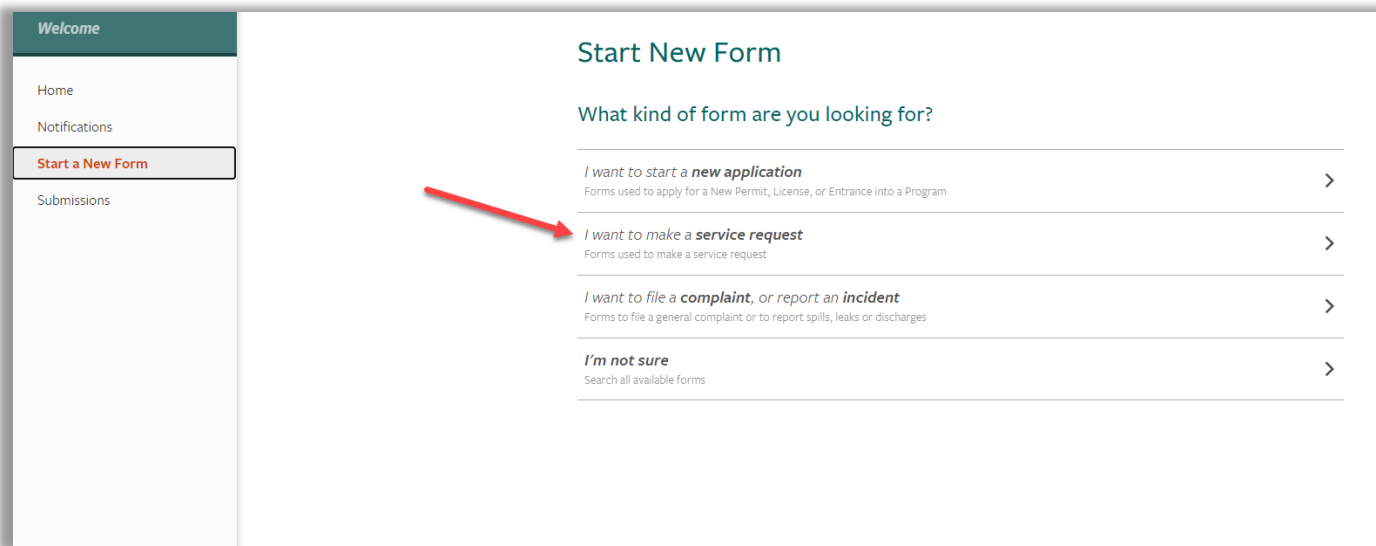 Welcome
Home
Notifications
Start a New Form
Submissions
Start New Form
What kind of form are you looking for?
I want to start a new application
Forms used to apply for a New Permit, License, or Entrance into a Program
I want to make a service request
Forms used to make a service request
I want to file a complaint, or report an incident
Forms to file a general complaint or to report spills, leaks or discharges
I'm not sure
Search all available forms